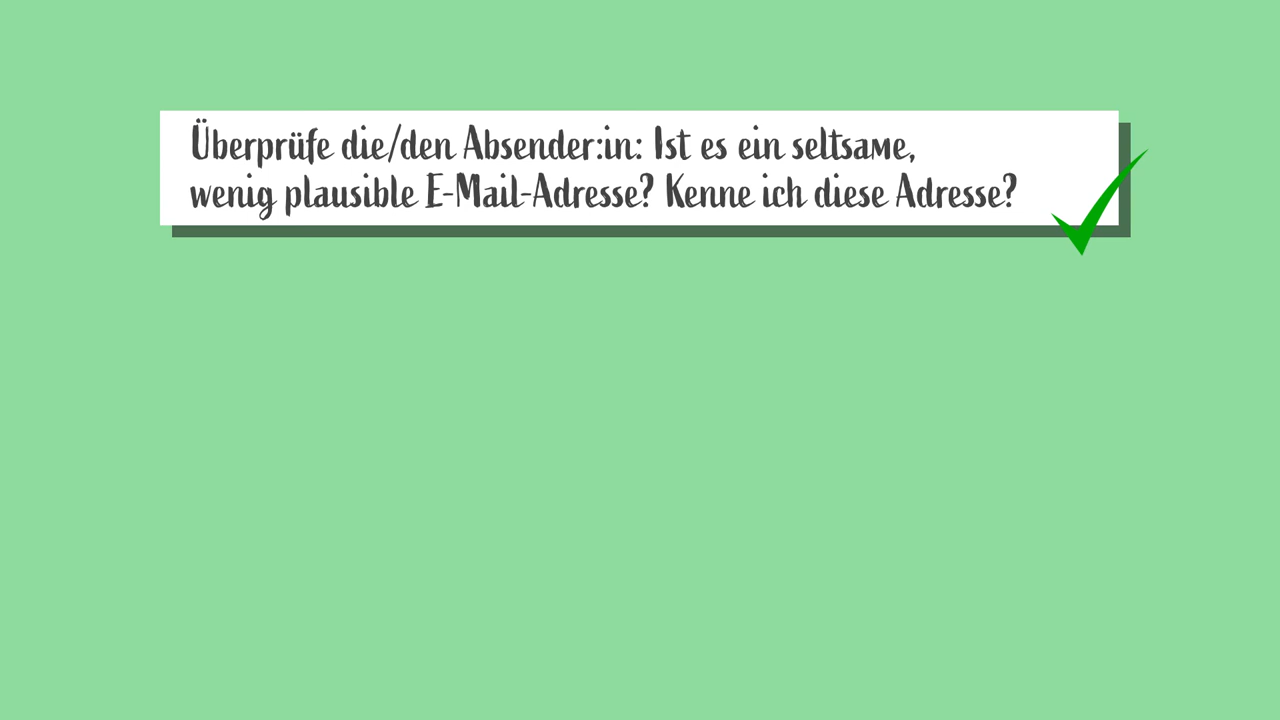 Überprüfe die/den Absender:in: Ist es ein seltsame,
wenig plausible E-Mail-Adresse? Kenne ich diese Adresse?